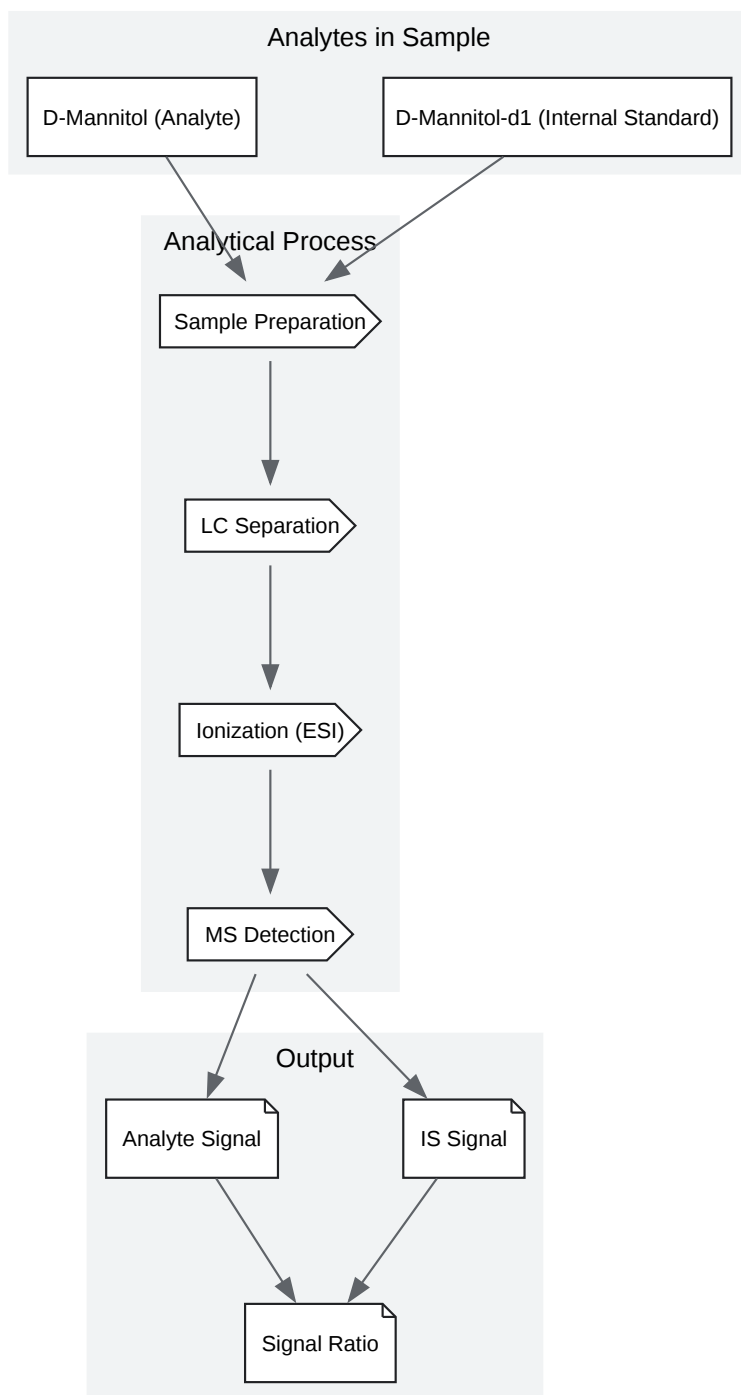 Analytes in Sample
D-Mannitol (Analyte)
D-Mannitol-d1 (Internal Standard)
Analytical Process
Sample Preparation
LC Separation
Ionization (ESI)
MS Detection
Output
Analyte Signal
IS Signal
Signal Ratio